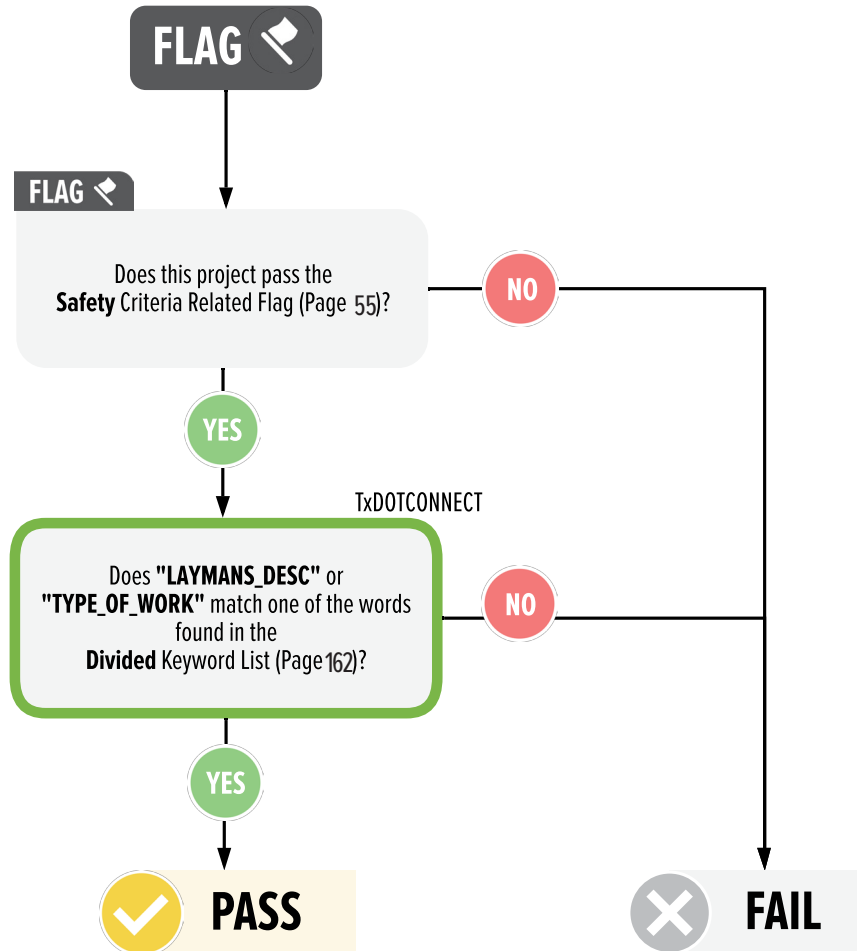 FLAG
FLAG
Does this project pass the
Safety Criteria Related Flag (Page 55)?
NO
YES
TxDOTCONNECT
Does "LAYMANS_DESC" or
"TYPE_OF_WORK" match one of the words
found in the
Divided Keyword List (Page 162)?
NO
YES
PASS
FAIL